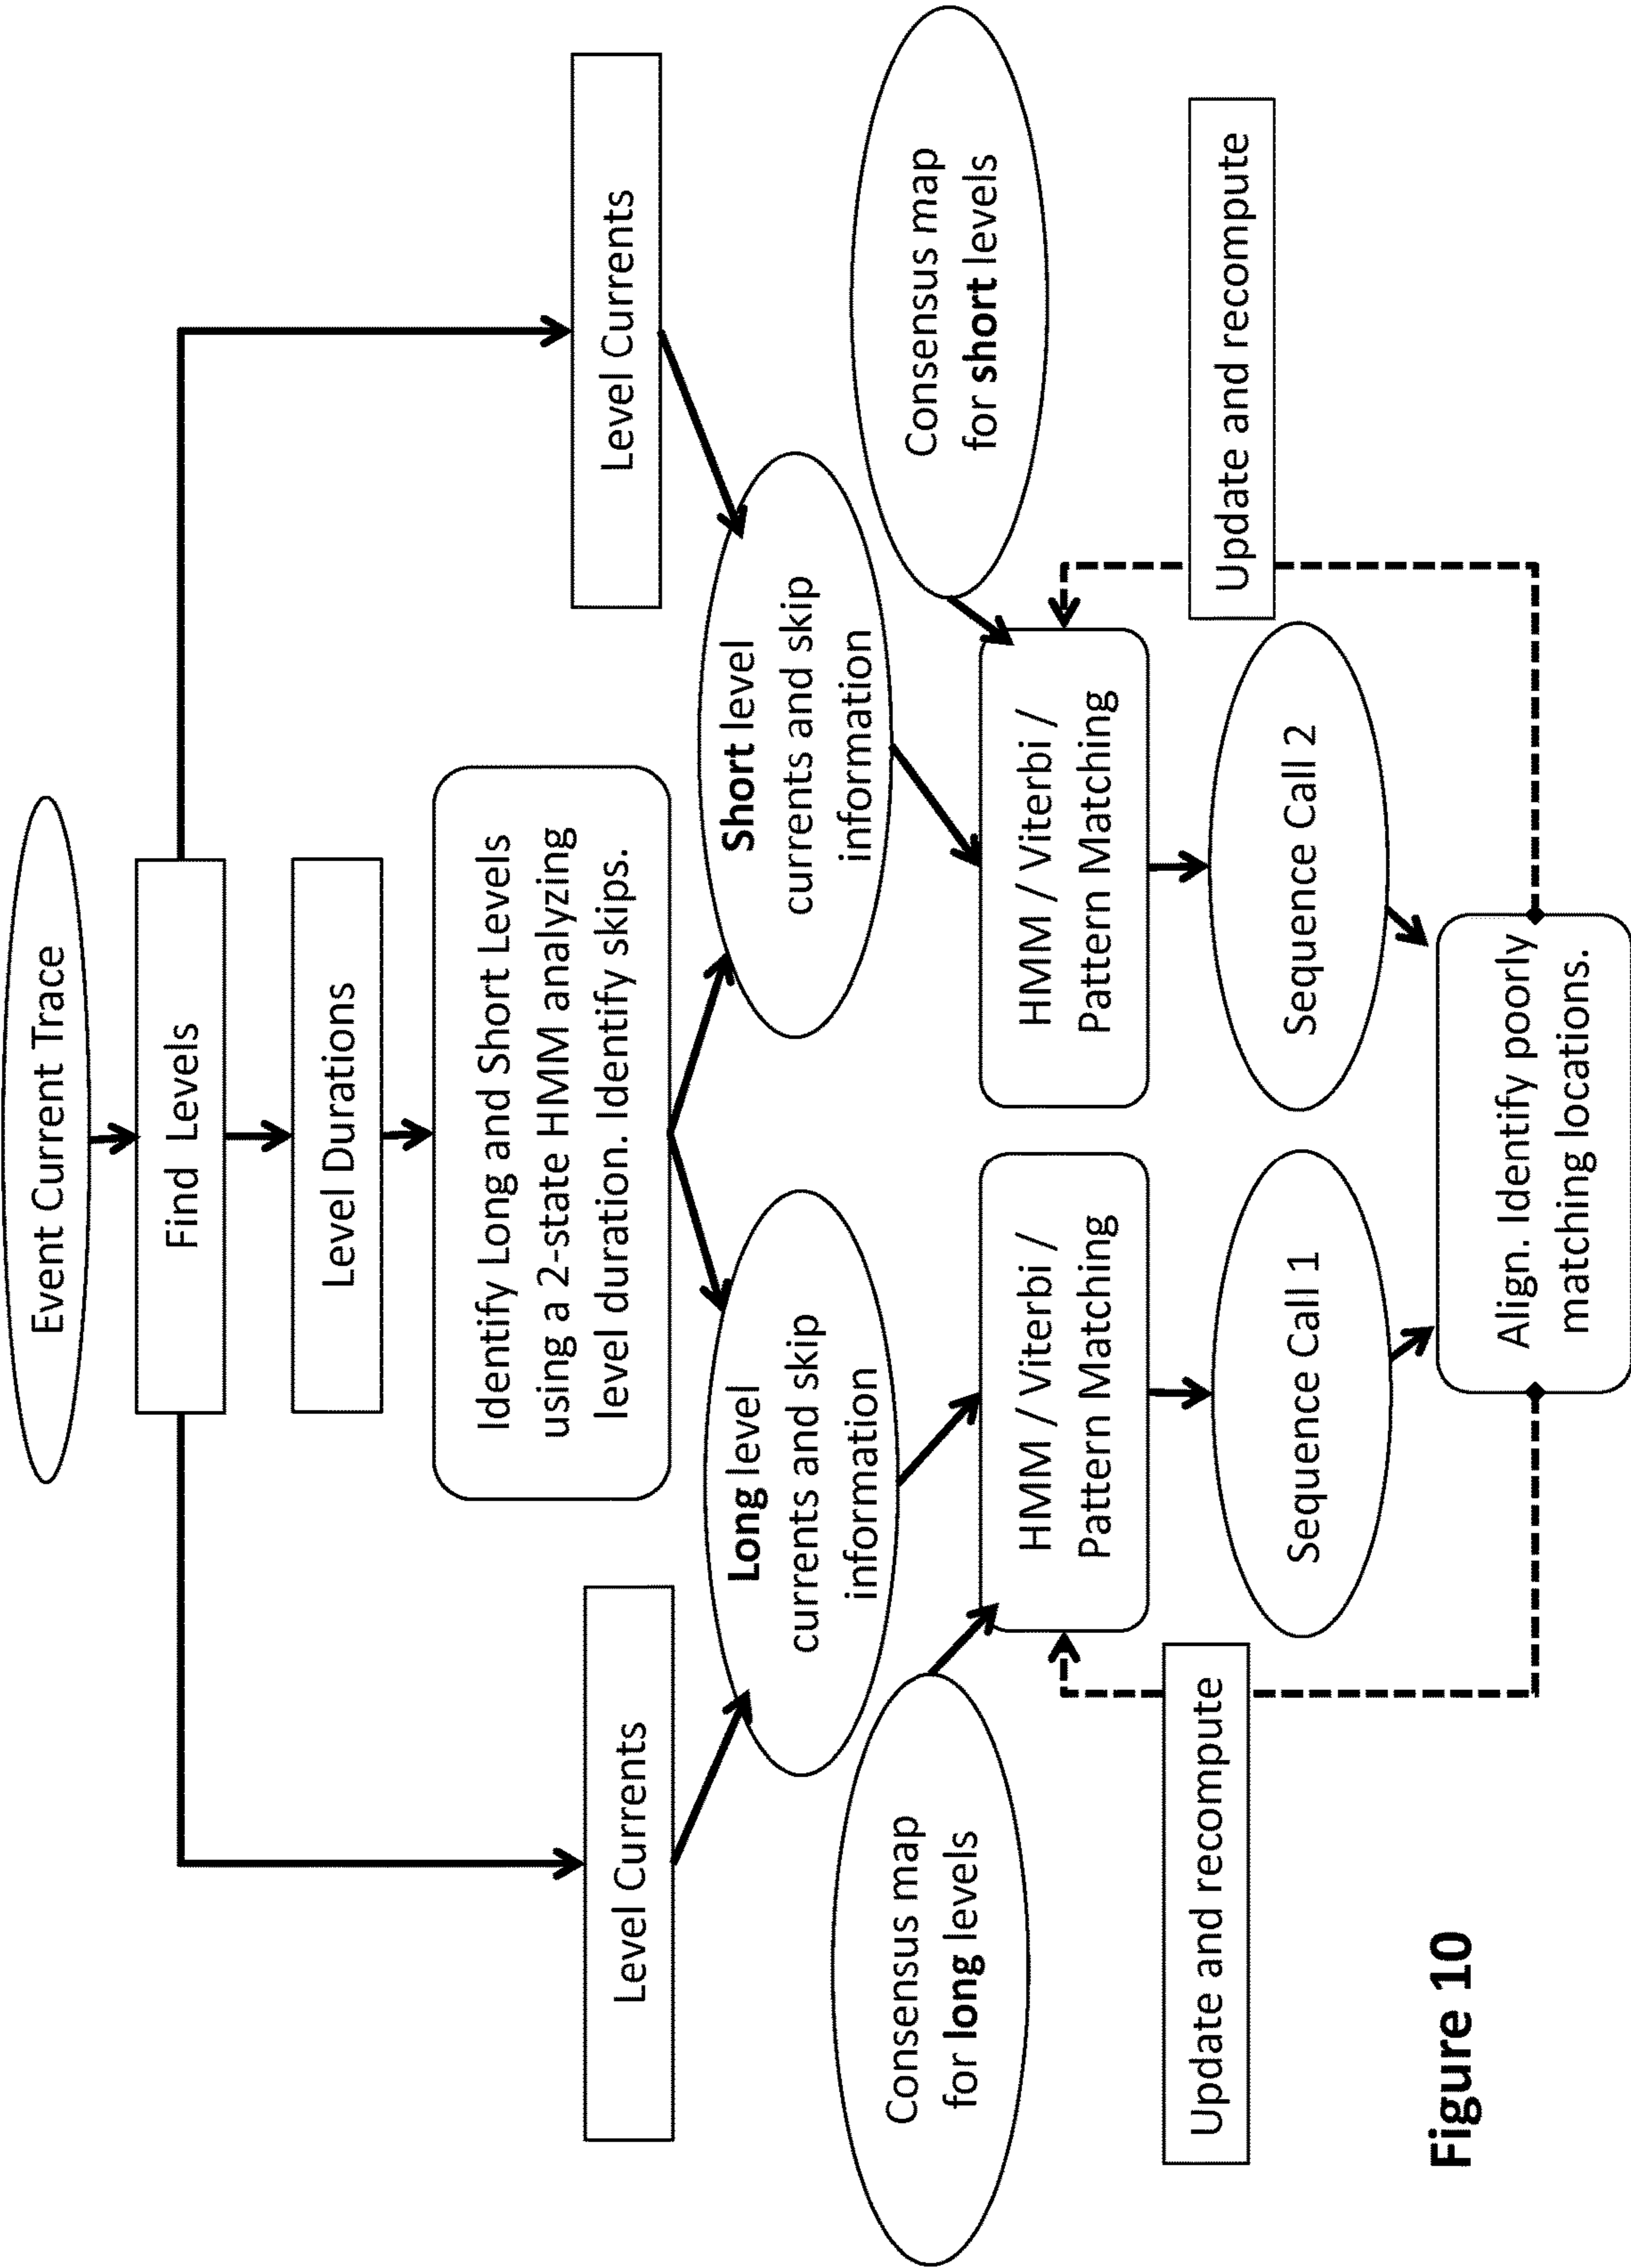 Event Current Trace
Find Levels
Level Durations
Identify Long and Short Levels
using a 2-state HMM analyzing
level duration. Identify skips.
Level Currents
Level Currents
Long level
currents and skip
information
Short level
currents and skip
information
Consensus map
for long levels
Consensus map
for short levels
HMM / Viterbi /
Pattern Matching
HMM / Viterbi /
Pattern Matching
Update and recompute
Update and recompute
Sequence Call 1
Sequence Call 2
Align. Identify poorly
matching locations.
Figure 10